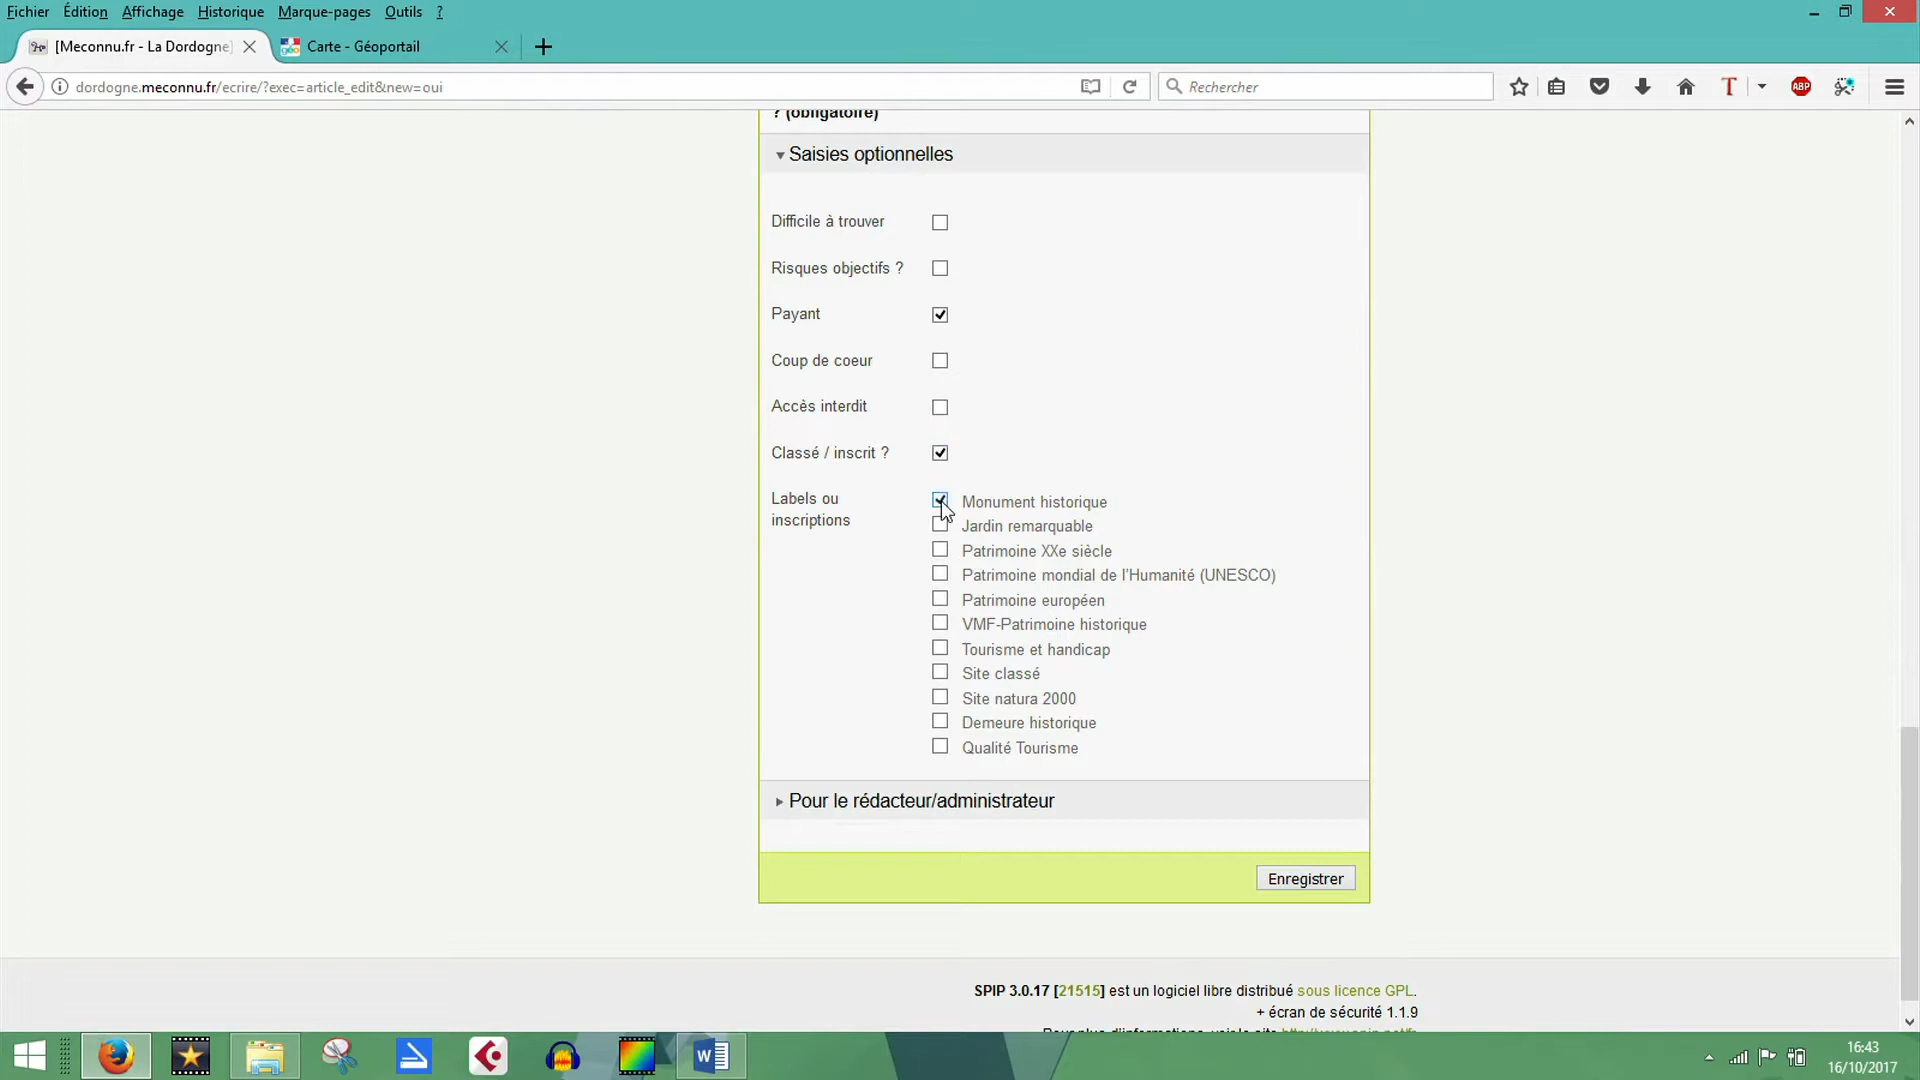 Fichier Édition Affichage Historique Marque-pages Outils ?
[Meconnu.fr - La Dordogne] Carte - Géoportail
dordogne.meconnu.fr/ecrire/?exec=article_edit&new=oui Rechercher ABP
? (obligatoire)
Saisies optionnelles
Difficile à trouver
Risques objectifs ?
Payant
Coup de coeur
Accès interdit
Classé / inscrit ?
Labels ou
inscriptions
Monument historique
Jardin remarquable
Patrimoine XXe siècle
Patrimoine mondial de l'Humanité (UNESCO)
Patrimoine européen
VMF-Patrimoine historique
Tourisme et handicap
Site classé
Site natura 2000
Demeure historique
Qualité Tourisme
Pour le rédacteur/administrateur
Enregistrer
SPIP 3.0.17 [21515] est un logiciel libre distribué sous licence GPL.
+ écran de sécurité 1.1.9
16:43
16/10/2017